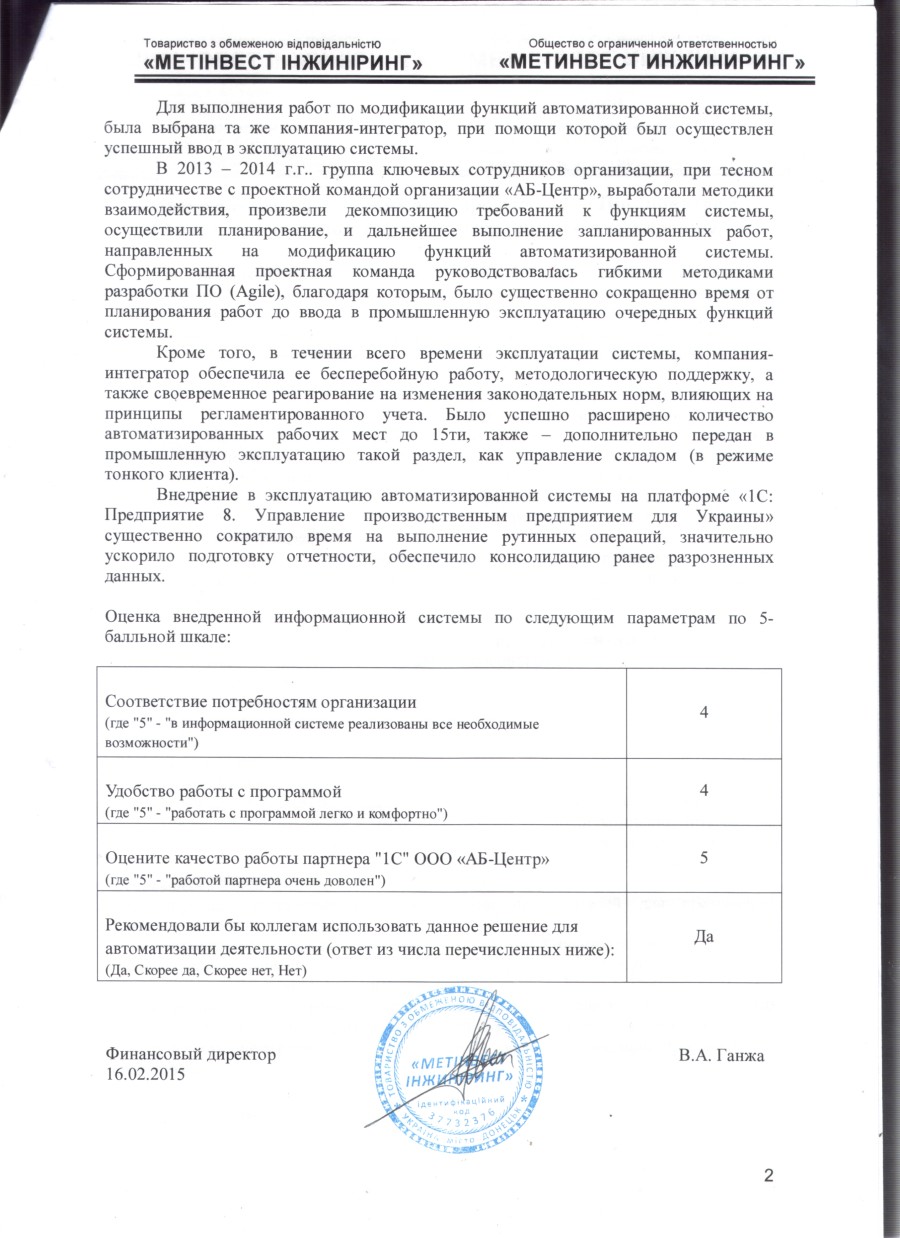 Товариство з обмеженою відповідальністю
«МЕТІНВЕСТ ІНЖИНІРИНГ»
Общество с ограниченной ответственностью
«МЕТИНВЕСТ ИНЖИНИРИНГ»
Для выполнения работ по модификации функций автоматизированной системы,
была выбрана та же компания-интегратор, при помощи которой был осуществлен
успешный ввод в эксплуатацию системы.
В 2013 – 2014 г.г.. группа ключевых сотрудников организации, при тесном
сотрудничестве с проектной командой организации «АБ-Центр», выработали методики
взаимодействия, произвели декомпозицию требований к функциям системы,
осуществили планирование, и дальнейшее выполнение запланированных работ,
направленных на модификацию функций автоматизированной системы.
Сформированная проектная команда руководствовалась гибкими методиками
разработки ПО (Agile), благодаря которым, было существенно сокращенно время от
планирования работ до ввода в промышленную эксплуатацию очередных функций
системы.
Кроме того, в течении всего времени эксплуатации системы, компания-
интегратор обеспечила ее бесперебойную работу, методологическую поддержку, а
также своевременное реагирование на изменения законодательных норм, влияющих на
принципы регламентированного учета. Было успешно расширено количество
автоматизированных рабочих мест до 15ти, также – дополнительно передан в
промышленную эксплуатацию такой раздел, как управление складом (в режиме
тонкого клиента).
Внедрение в эксплуатацию автоматизированной системы на платформе «1С:
Предприятие 8. Управление производственным предприятием для Украины»
существенно сократило время на выполнение рутинных операций, значительно
ускорило подготовку отчетности, обеспечило консолидацию ранее разрозненных
данных.
Оценка внедренной информационной системы по следующим параметрам по 5-
балльной шкале:
Соответствие потребностям организации
(где "5" - "в информационной системе реализованы все необходимые
возможности")
4
Удобство работы с программой
(где "5" - "работать с программой легко и комфортно")
4
Оцените качество работы партнера "1С" ООО «АБ-Центр»
(где "5" - "работой партнера очень доволен")
5
Рекомендовали бы коллегам использовать данное решение для
автоматизации деятельности (ответ из числа перечисленных ниже):
(Да, Скорее да, Скорее нет, Нет)
Да
Финансовый директор
16.02.2015
ТОВАРИСТВО З ОБМЕЖЕНОЮ ВІДПОВІДАЛЬНІСТЮ
«МЕТІНВЕСТ
ІНЖИНІРИНГ»
Ідентифікаційний
код
37732376
УКРАЇНА МІСТО ДОНЕЦЬК
В.А. Ганжа
2